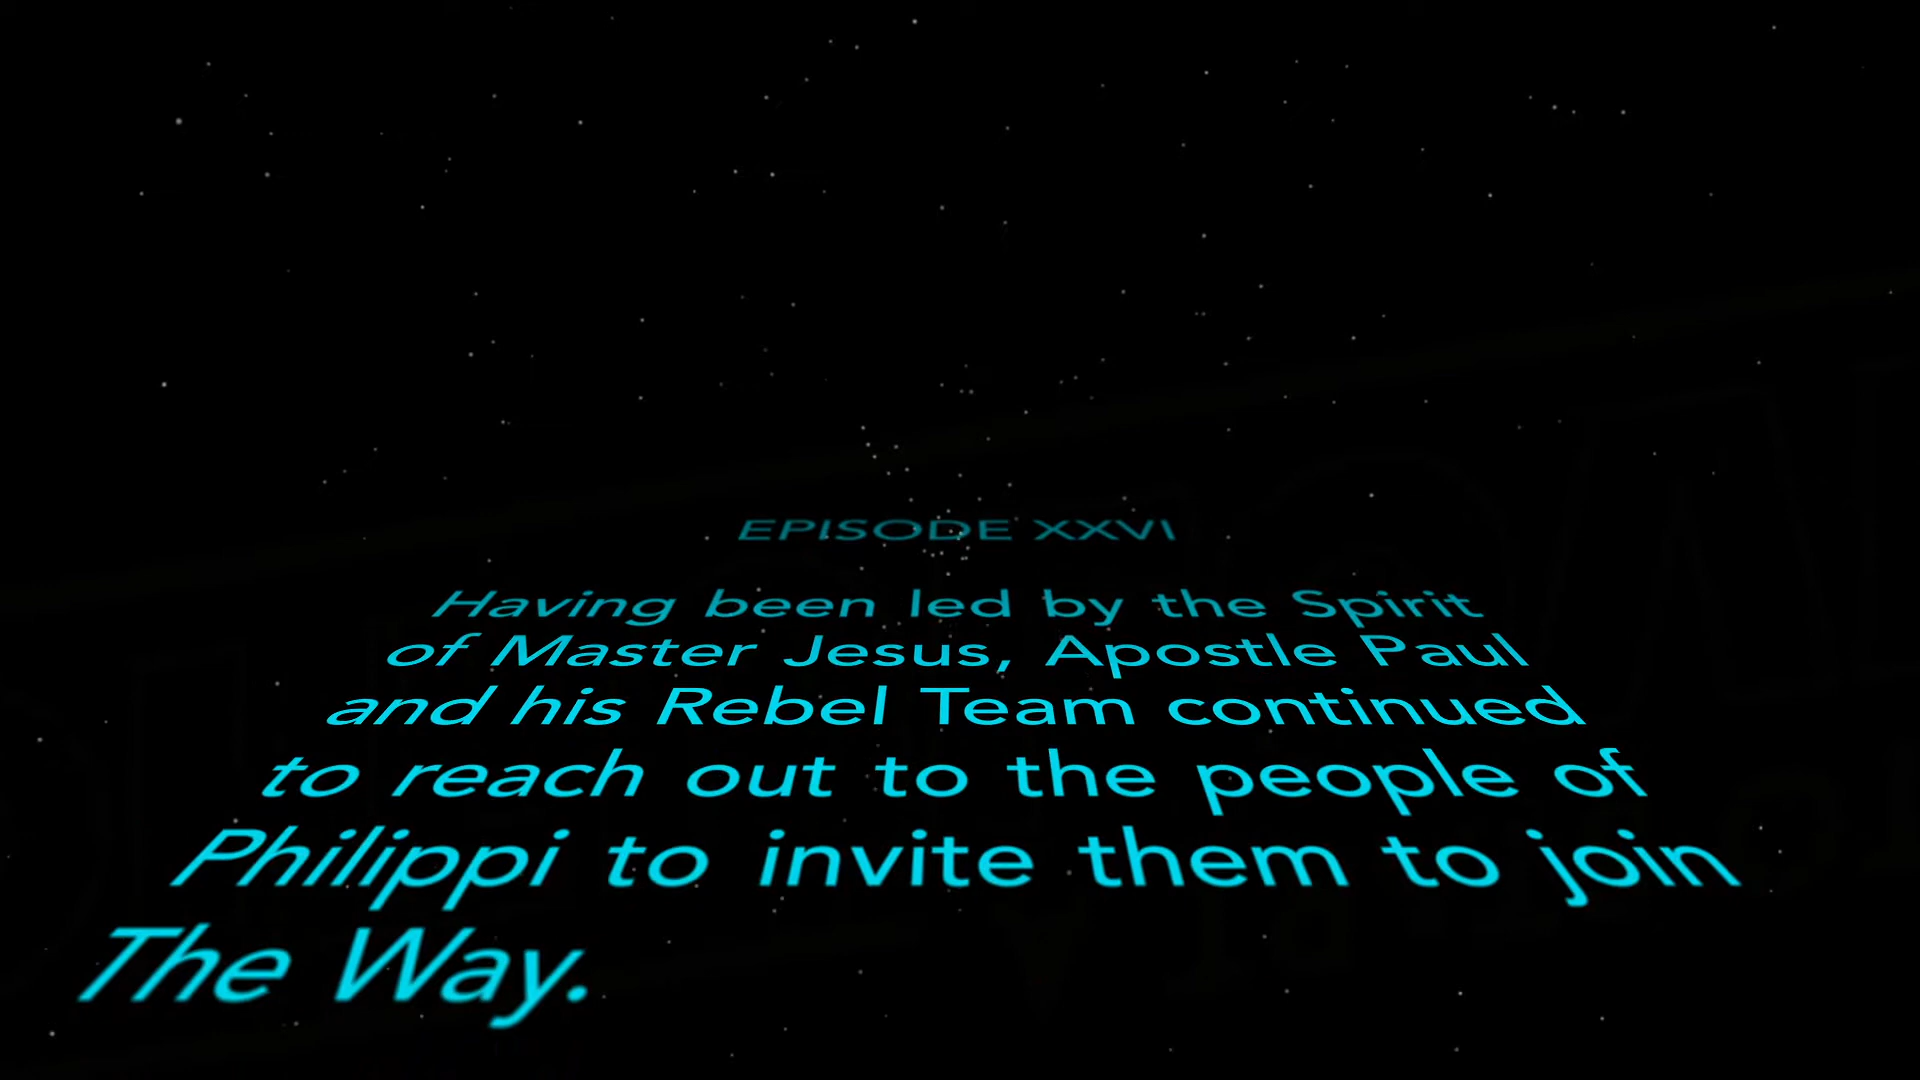 EPISODE XXVI
Having been led by the Spirit
of Master Jesus, Apostle Paul
and his Rebel Team continued
to reach out to the people of
Philippi to invite them to join
The Way.